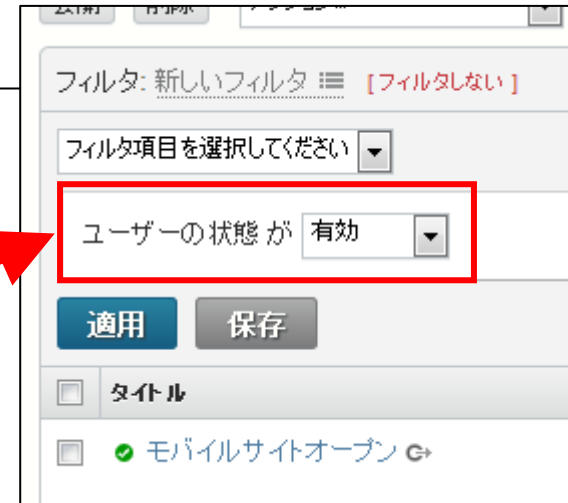 フィルタ: 新しいフィルタ [フィルタしない]
フィルタ項目を選択してください
ユーザーの状態 が 有効
適用 保存
タイトル
モバイルサイトオープン